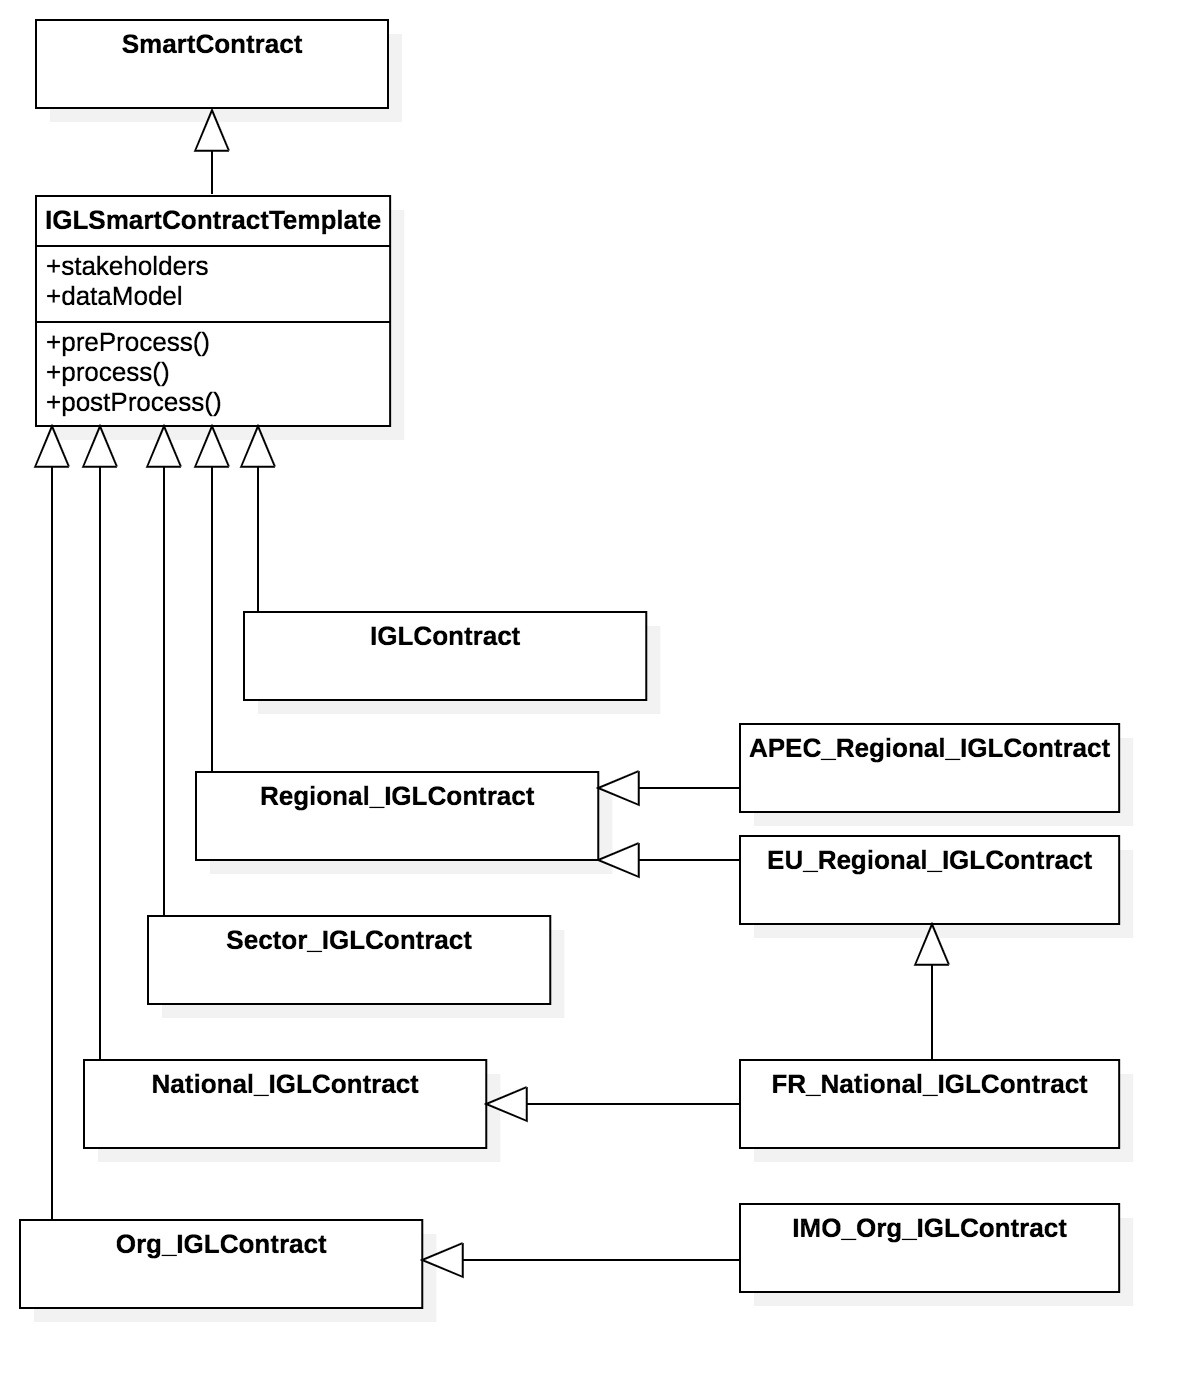 SmartContract
IGLSmartContractTemplate
+stakeholders
+dataModel
+preProcess()
+process()
+postProcess()
IGLContract
APEC_Regional_IGLContract
Regional_IGLContract
EU_Regional_IGLContract
Sector_IGLContract
National_IGLContract
FR_National_IGLContract
Org_IGLContract
IMO_Org_IGLContract